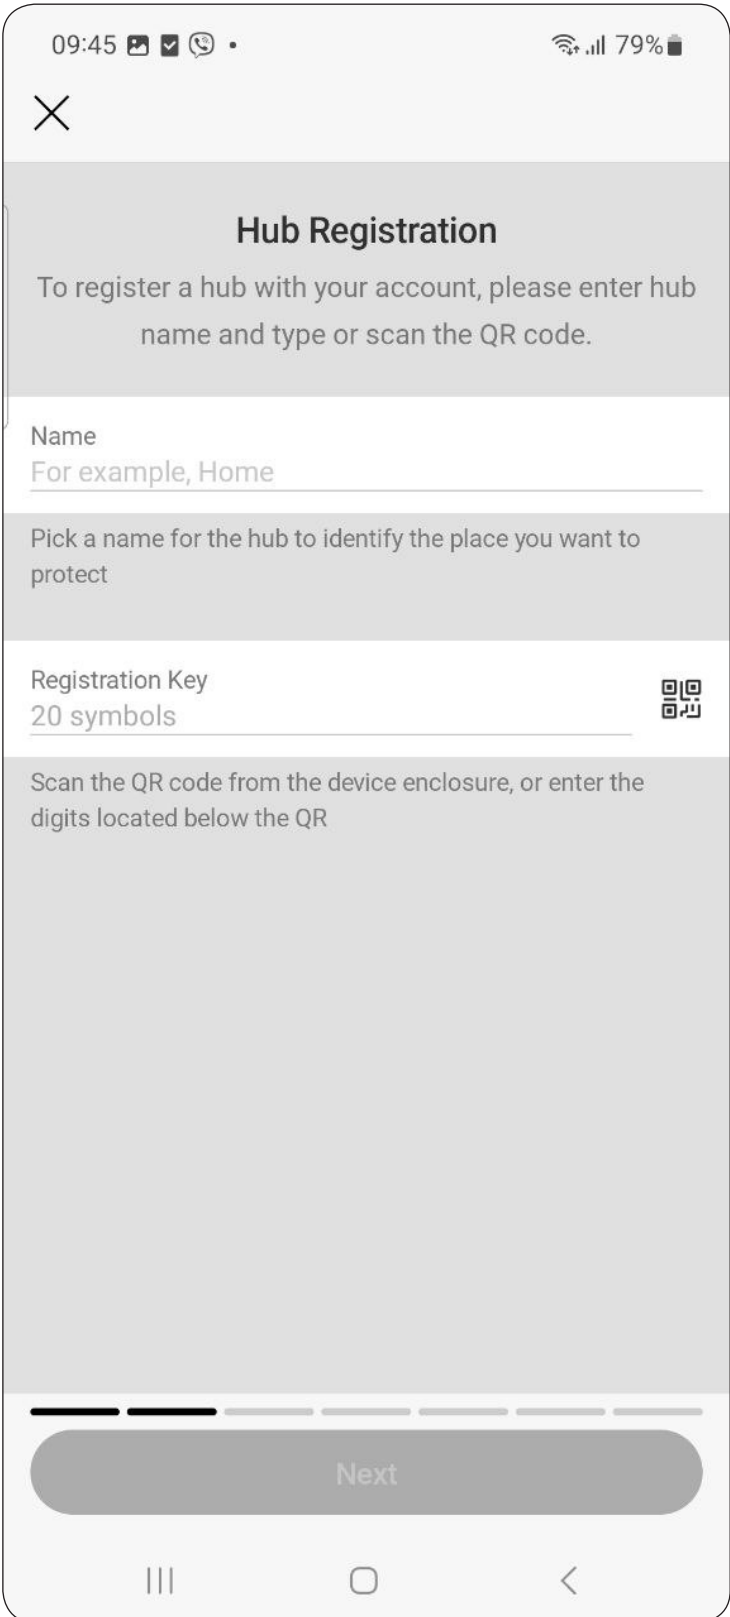 09:45
79%
Hub Registration
To register a hub with your account, please enter hub
name and type or scan the QR code.
Name
For example, Home
Pick a name for the hub to identify the place you want to
protect
Registration Key
20 symbols
Scan the QR code from the device enclosure, or enter the
digits located below the QR
Next